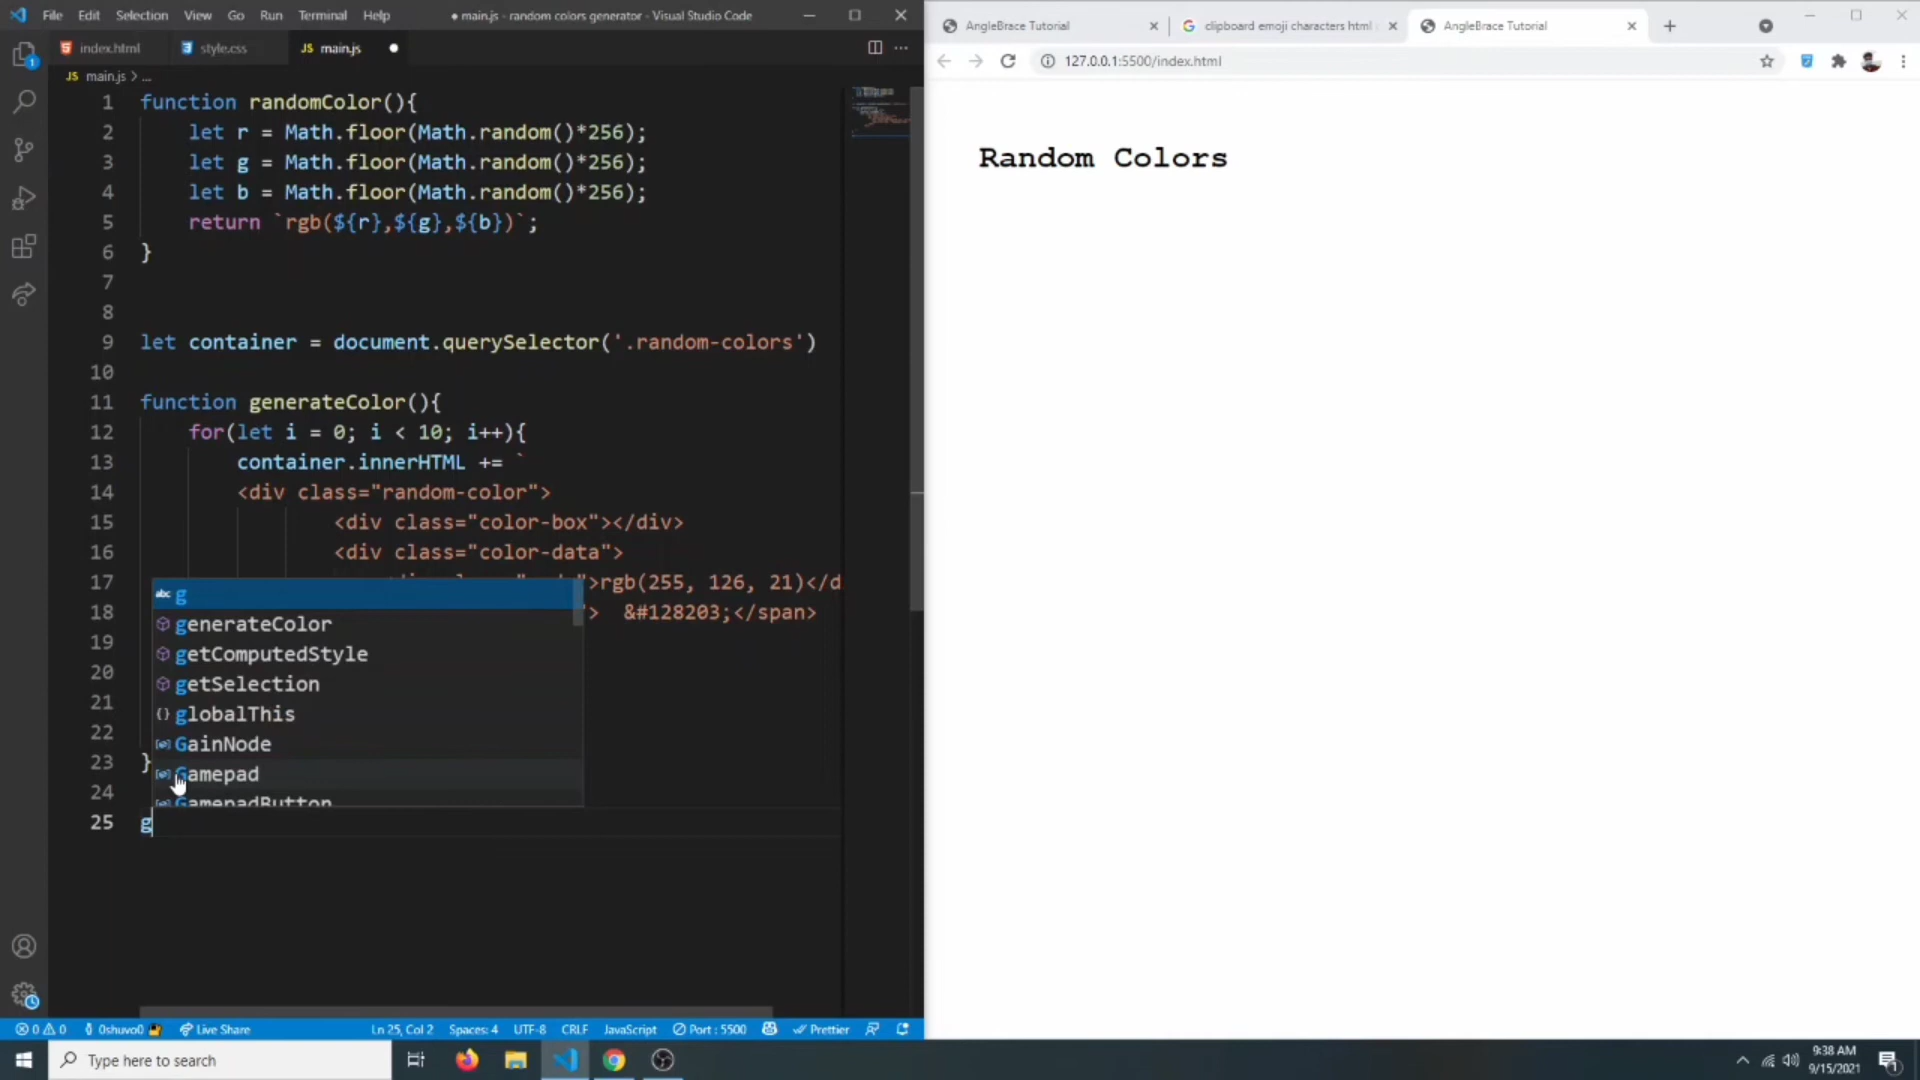 File Edit Selection View Go Run Terminal Help
● main.js - random colors generator - Visual Studio Code
index.html
style.css
JS main.js
JS main.js > ...
1 function randomColor(){
2 let r = Math.floor(Math.random()*256);
3 let g = Math.floor(Math.random()*256);
4 let b = Math.floor(Math.random()*256);
5 return `rgb(${r},${g},${b})`;
6 }
7
8
9 let container = document.querySelector('.random-colors')
10
11 function generateColor(){
12 for(let i = 0; i < 10; i++){
13 container.innerHTML += `
14 <div class="random-color">
15 <div class="color-box"></div>
16 <div class="color-data">
17 ">rgb(255, 126, 21)</d
18 "> &#128203;</span>
19
20
21
22
23 }
24
25 g
abc g
generateColor
getComputedStyle
getSelection
globalThis
GainNode
Gamepad
GamepadButton
1
0 0 0shuvo0 Live Share Ln 25, Col 2 Spaces: 4 UTF-8 CRLF JavaScript Port : 5500 Prettier
AngleBrace Tutorial
clipboard emoji characters html
AngleBrace Tutorial
127.0.0.1:5500/index.html
Random Colors
Type here to search
9:38 AM
9/15/2021
1